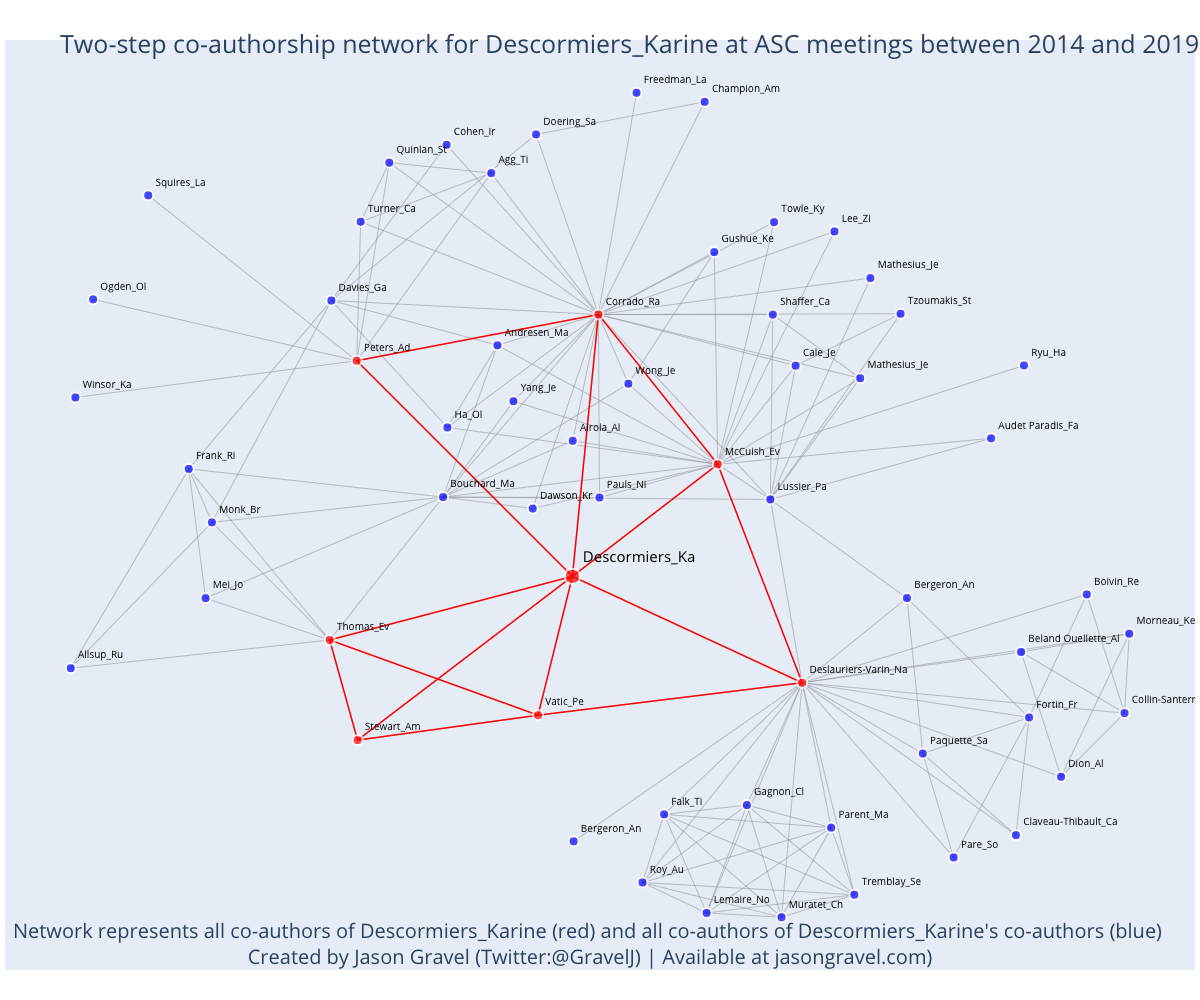 Two-step co-authorship network for Descormiers_Karine at ASC meetings between 2014 and 2019
Freedman_La
Champion_Am
Doering_Sa
Cohen_Ir
Quinlan_St
Agg_Ti
Squires_La
Turner_Ca
Towle_Ky
Lee_Zi
Gushue_Ke
Mathesius_Je
Ogden_Ol
Davies_Ga
Corrado_Ra
Shaffer_Ca
Tzoumakis_St
Andresen_Ma
Peters_Ad
Cale_Je
Ryu_Ha
Wong_Je
Mathesius_Je
Winsor_Ka
Yang_Je
Ha_Ol
Airola_Al
Audet Paradis_Fa
McCuish_Ev
Frank_Ri
Bouchard_Ma
Pauls_Ni
Lussier_Pa
Dawson_Kr
Monk_Br
Descormiers_Ka
Mei_Jo
Bergeron_An
Boivin_Re
Thomas_Ev
Morneau_Ke
Beland Ouellette_Al
Allsup_Ru
Deslauriers-Varin_Na
Vatic_Pe
Fortin_Fr
Collin-Santerr
Stewart_Am
Paquette_Sa
Dion_Al
Gagnon_Cl
Falk_Ti
Parent_Ma
Bergeron_An
Claveau-Thibault_Ca
Pare_So
Roy_Au
Tremblay_Se
Lemaire_No
Muratet_Ch
Network represents all co-authors of Descormiers_Karine (red) and all co-authors of Descormiers_Karine's co-authors (blue)
Created by Jason Gravel (Twitter:@GravelJ) | Available at jasongravel.com)